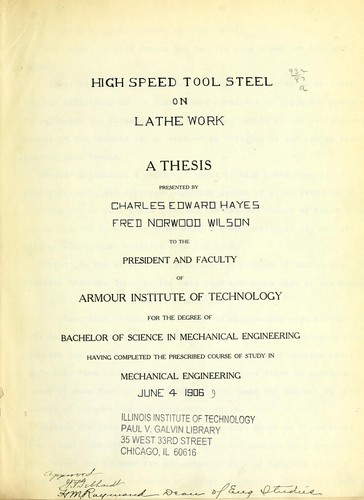 HIGH SPEED TOOL STEEL
ON
LATHE WORK
A THESIS
PRESENTED BY
CHARLES EDWARD HAYES
FRED NORWOOD WILSON
TO THE
PRESIDENT AND FACULTY
OF
ARMOUR INSTITUTE OF TECHNOLOGY
FOR THE DEGREE OF
BACHELOR OF SCIENCE IN MECHANICAL ENGINEERING
HAVING COMPLETED THE PRESCRIBED COURSE OF STUDY IN
MECHANICAL ENGINEERING
JUNE 4 1906
ILLINOIS INSTITUTE OF TECHNOLOGY
PAUL V. GALVIN LIBRARY
35 WEST 33RD STREET
CHICAGO, IL 60616
Approved
HM Raymond Dean of Eng Studies